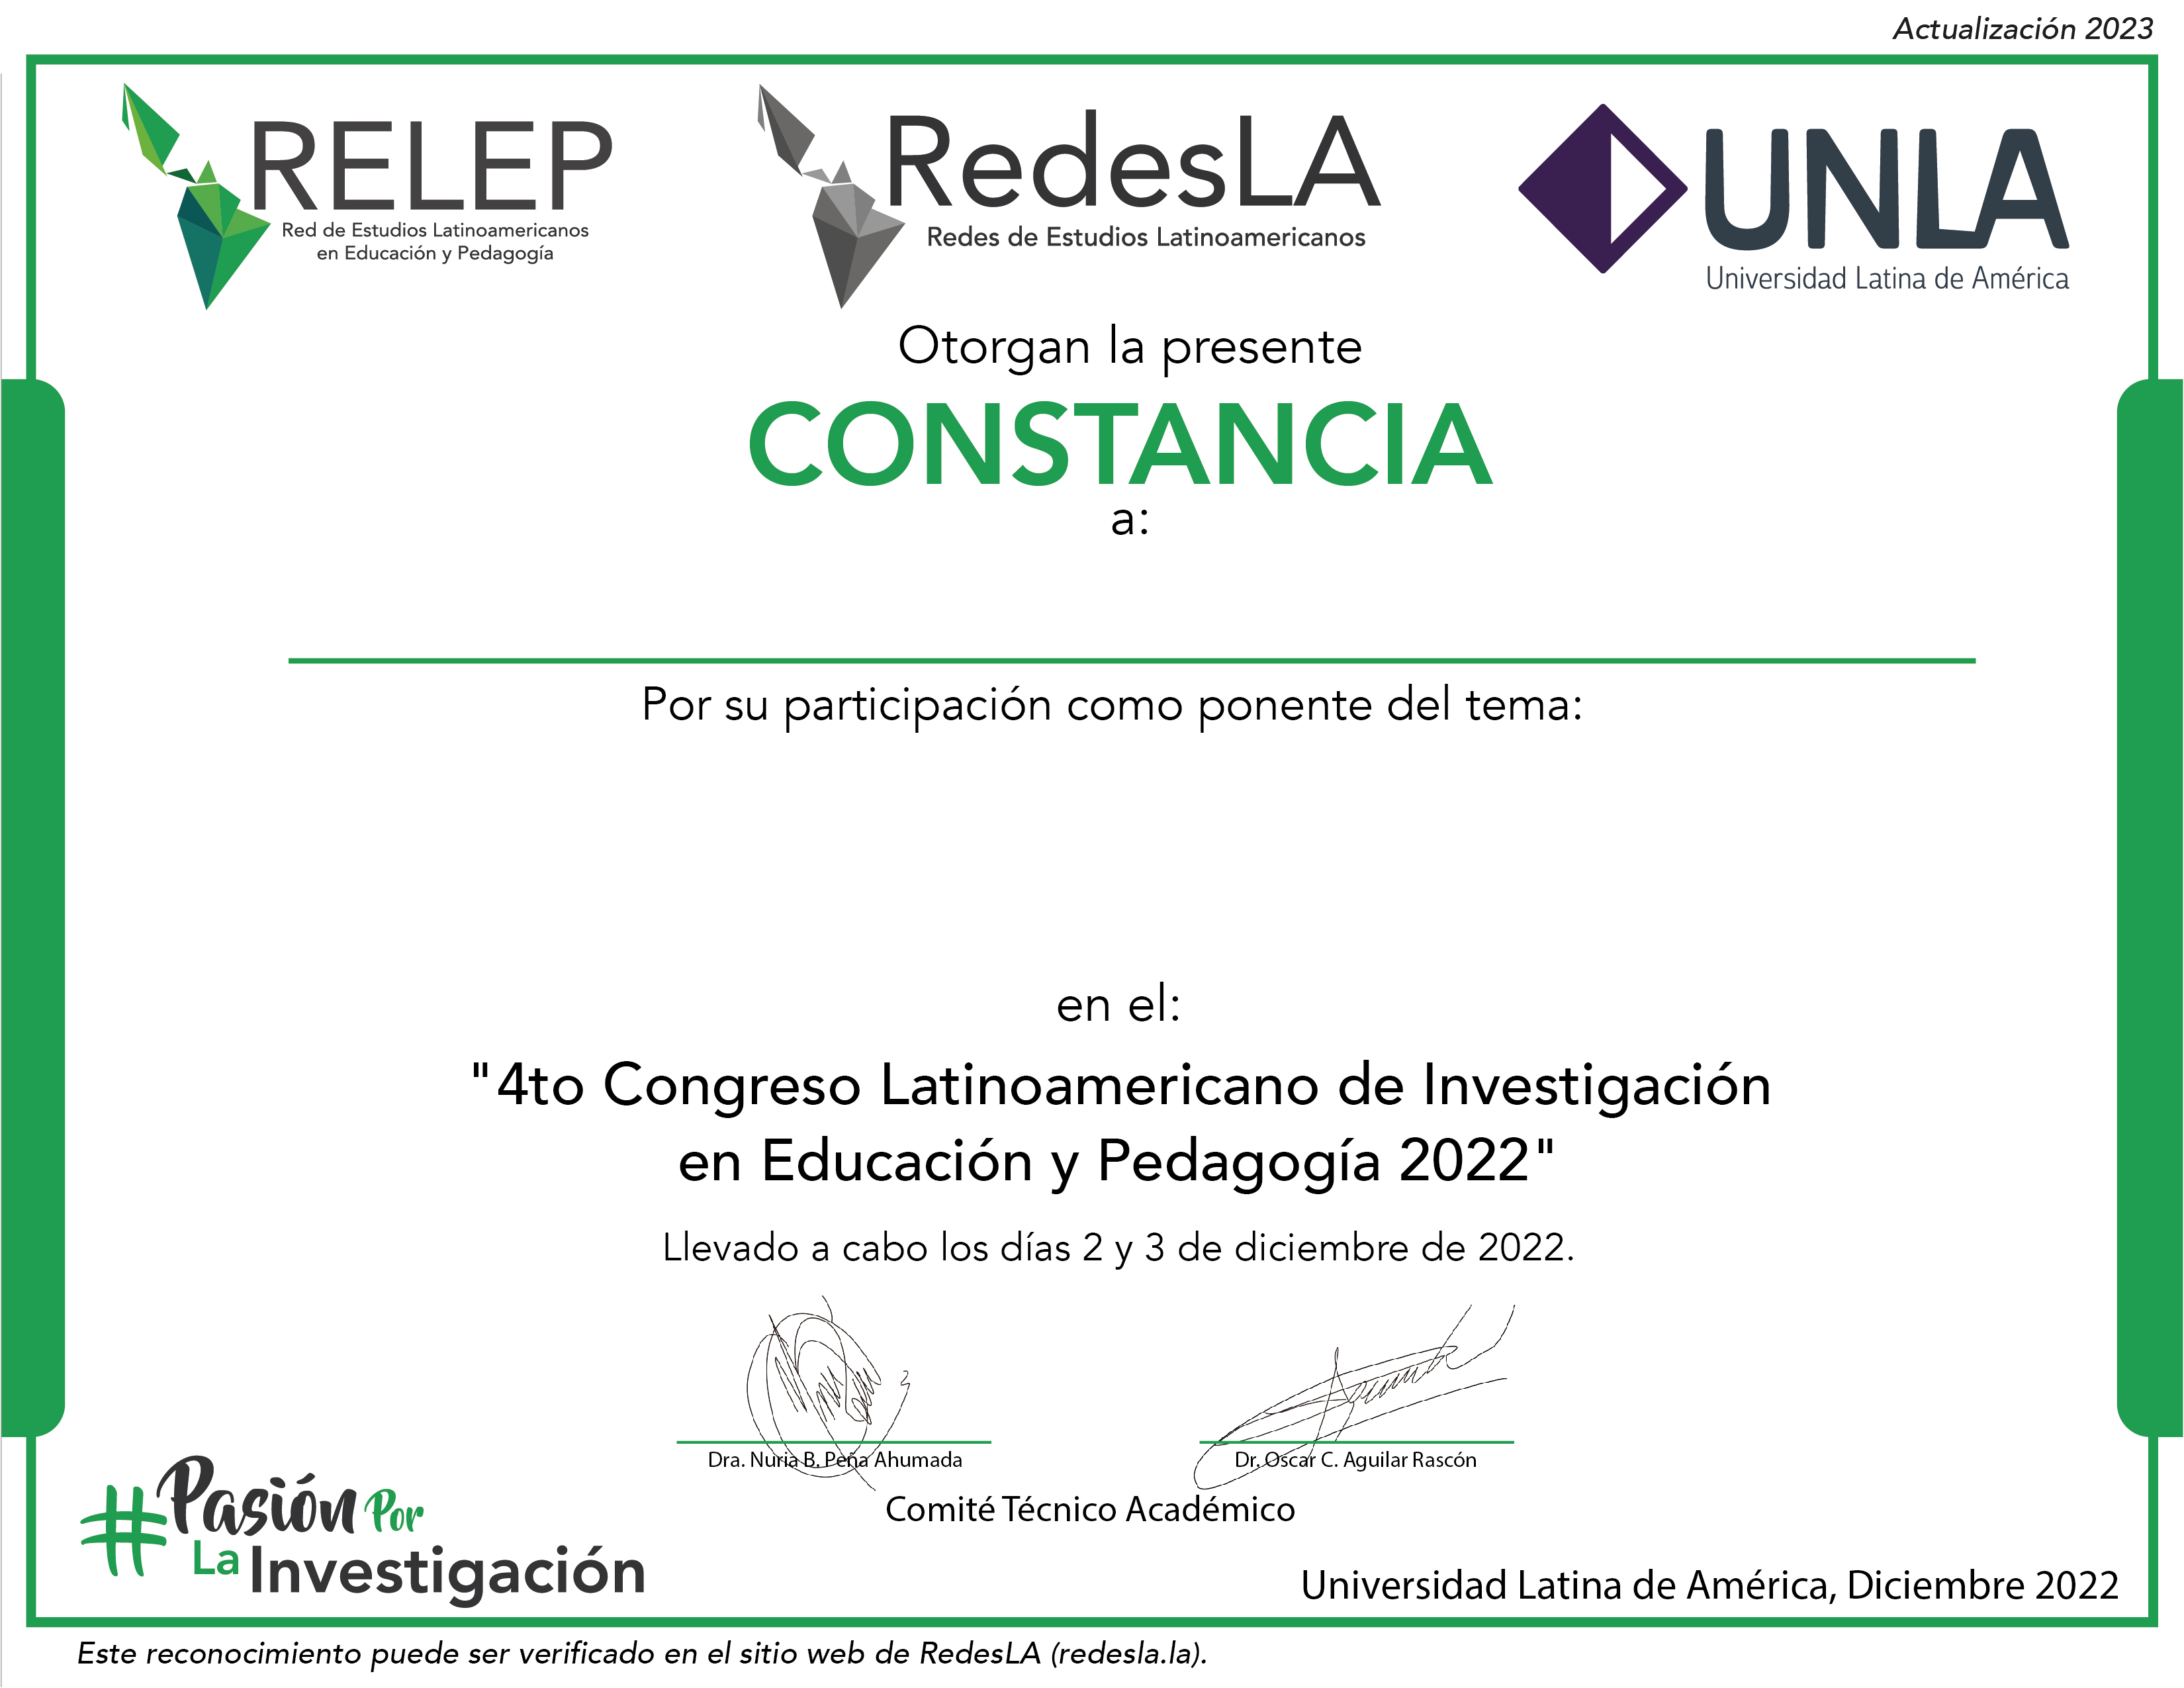 Actualización 2023
RELEP
Red de Estudios Latinoamericanos
en Educación y Pedagogía
RedesLA
Redes de Estudios Latinoamericanos
UNLA
Universidad Latina de América
Otorgan la presente
CONSTANCIA
a:
Por su participación como ponente del tema:
en el:
"4to Congreso Latinoamericano de Investigación
en Educación y Pedagogía 2022"
Llevado a cabo los días 2 y 3 de diciembre de 2022.
Dra. Nuria B. Peña Ahumada
Dr. Oscar C. Aguilar Rascón
Comité Técnico Académico
#Pasión Por
La Investigación
Universidad Latina de América, Diciembre 2022
Este reconocimiento puede ser verificado en el sitio web de RedesLA (redesla.la).